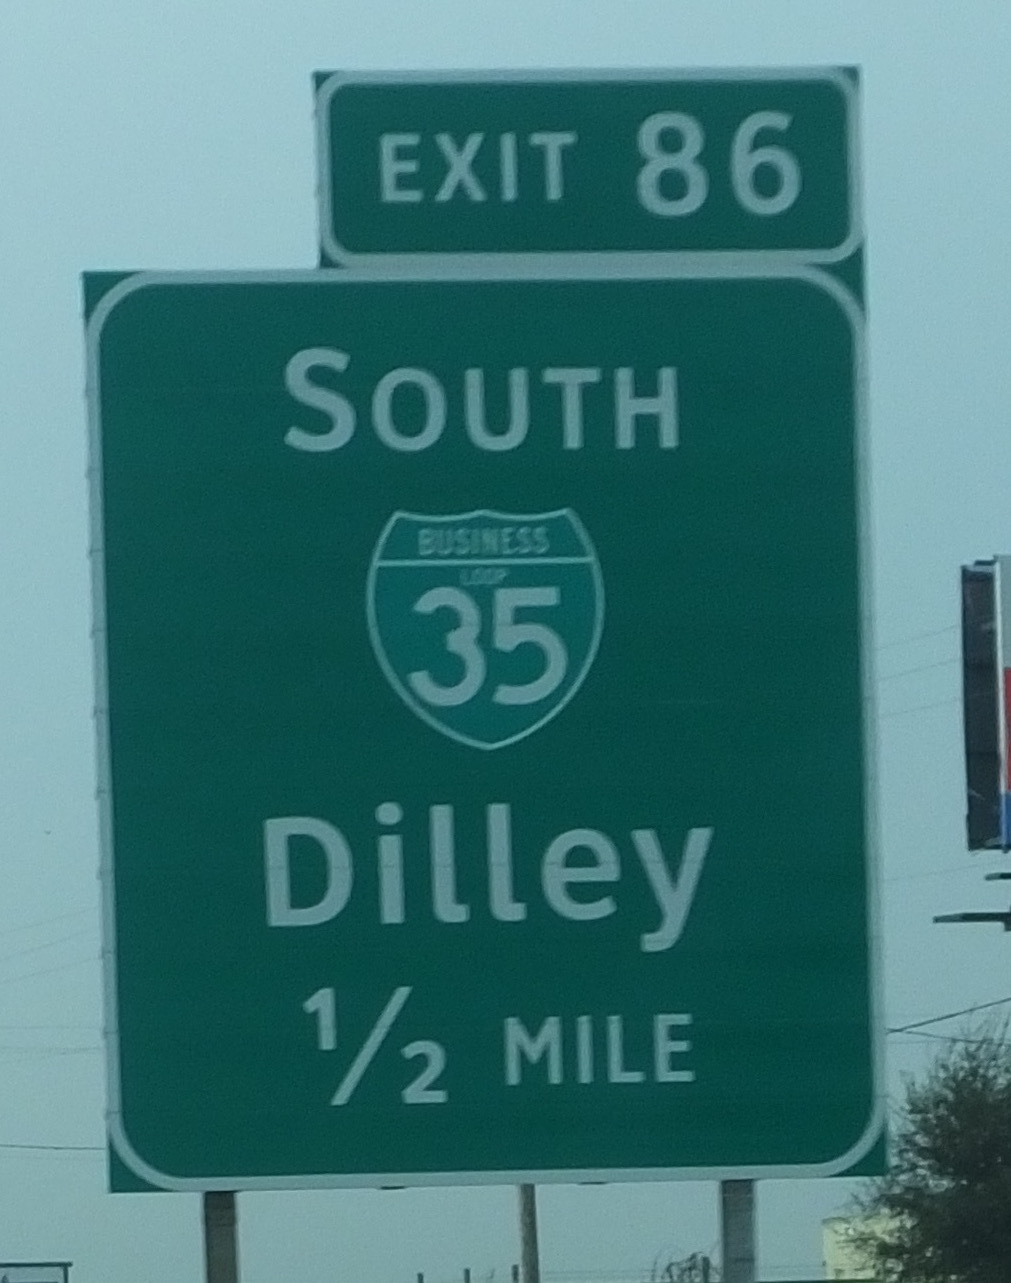 EXIT 86
SOUTH
BUSINESS
LOOP
35
Dilley
1/2 MILE